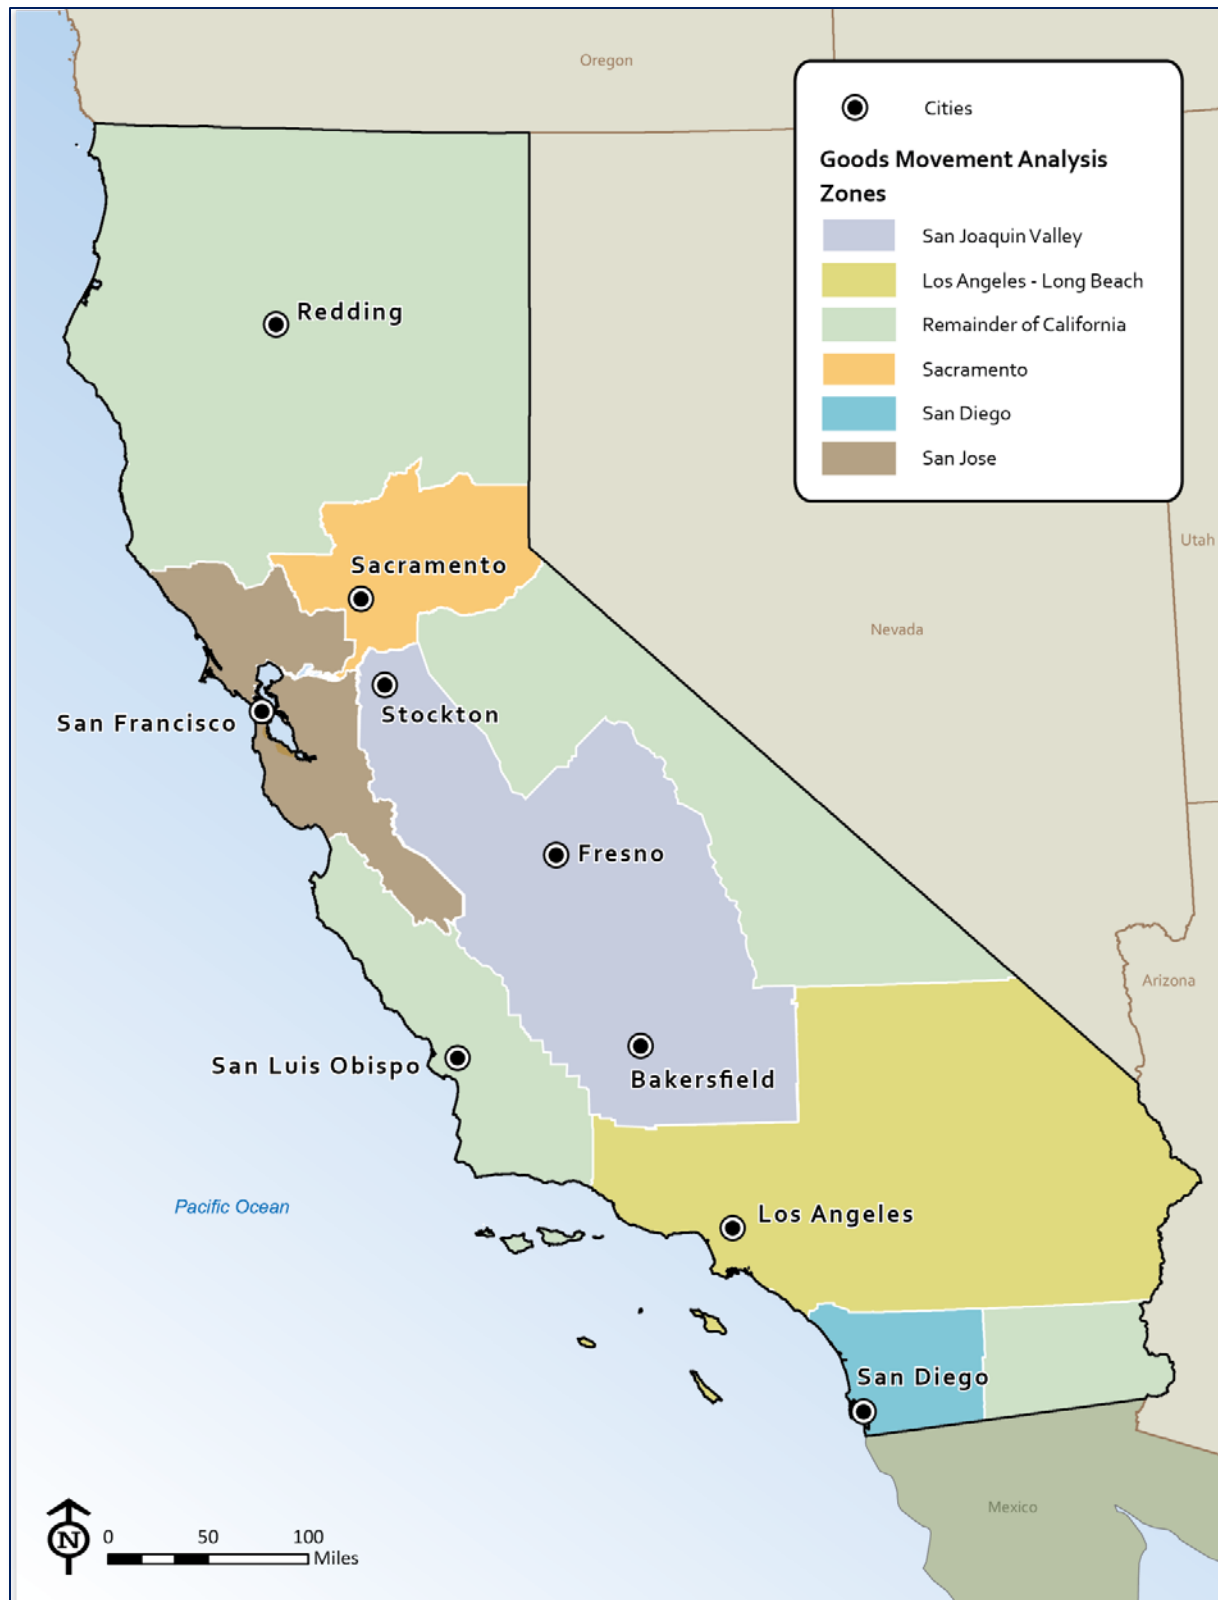 Oregon
Cities
Goods Movement Analysis
Zones
San Joaquin Valley
Los Angeles - Long Beach
Remainder of California
Sacramento
San Diego
San Jose
Redding
Utah
Sacramento
Nevada
Stockton
San Francisco
Fresno
Arizona
San Luis Obispo
Bakersfield
Pacific Ocean
Los Angeles
San Diego
Mexico
N
0 50 100
Miles